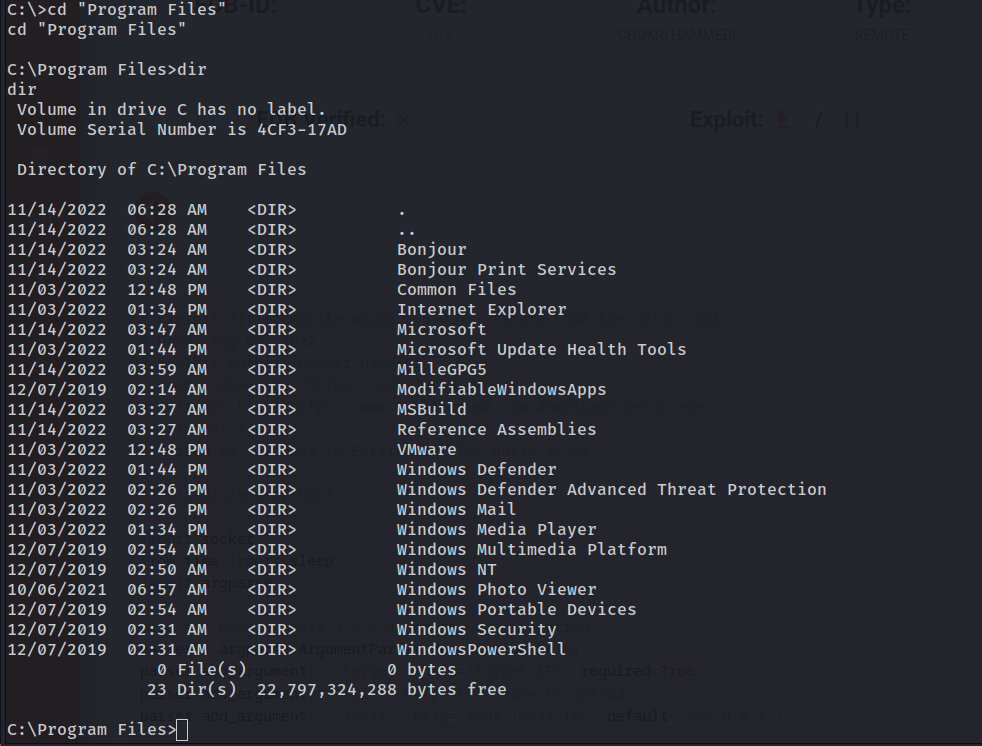 C:\>cd "Program Files"
cd "Program Files"
C:\Program Files>dir
dir
 Volume in drive C has no label.
 Volume Serial Number is 4CF3-17AD
 Directory of C:\Program Files
11/14/2022  06:28 AM    <DIR>          .
11/14/2022  06:28 AM    <DIR>          ..
11/14/2022  03:24 AM    <DIR>          Bonjour
11/14/2022  03:24 AM    <DIR>          Bonjour Print Services
11/03/2022  12:48 PM    <DIR>          Common Files
11/03/2022  01:34 PM    <DIR>          Internet Explorer
11/14/2022  03:47 AM    <DIR>          Microsoft
11/03/2022  01:44 PM    <DIR>          Microsoft Update Health Tools
11/14/2022  03:59 AM    <DIR>          MilleGPG5
12/07/2019  02:14 AM    <DIR>          ModifiableWindowsApps
11/14/2022  03:27 AM    <DIR>          MSBuild
11/14/2022  03:27 AM    <DIR>          Reference Assemblies
11/03/2022  12:48 PM    <DIR>          VMware
11/03/2022  01:44 PM    <DIR>          Windows Defender
11/03/2022  02:26 PM    <DIR>          Windows Defender Advanced Threat Protection
11/03/2022  02:26 PM    <DIR>          Windows Mail
11/03/2022  01:34 PM    <DIR>          Windows Media Player
12/07/2019  02:54 AM    <DIR>          Windows Multimedia Platform
12/07/2019  02:50 AM    <DIR>          Windows NT
10/06/2021  06:57 AM    <DIR>          Windows Photo Viewer
12/07/2019  02:54 AM    <DIR>          Windows Portable Devices
12/07/2019  02:31 AM    <DIR>          Windows Security
12/07/2019  02:31 AM    <DIR>          WindowsPowerShell
               0 File(s)              0 bytes
              23 Dir(s)  22,797,324,288 bytes free
C:\Program Files>
CVE:
Author:
Type:
N/A
CHOKRI HAMMEDI
REMOTE
Verified:
Exploit:
/ {}